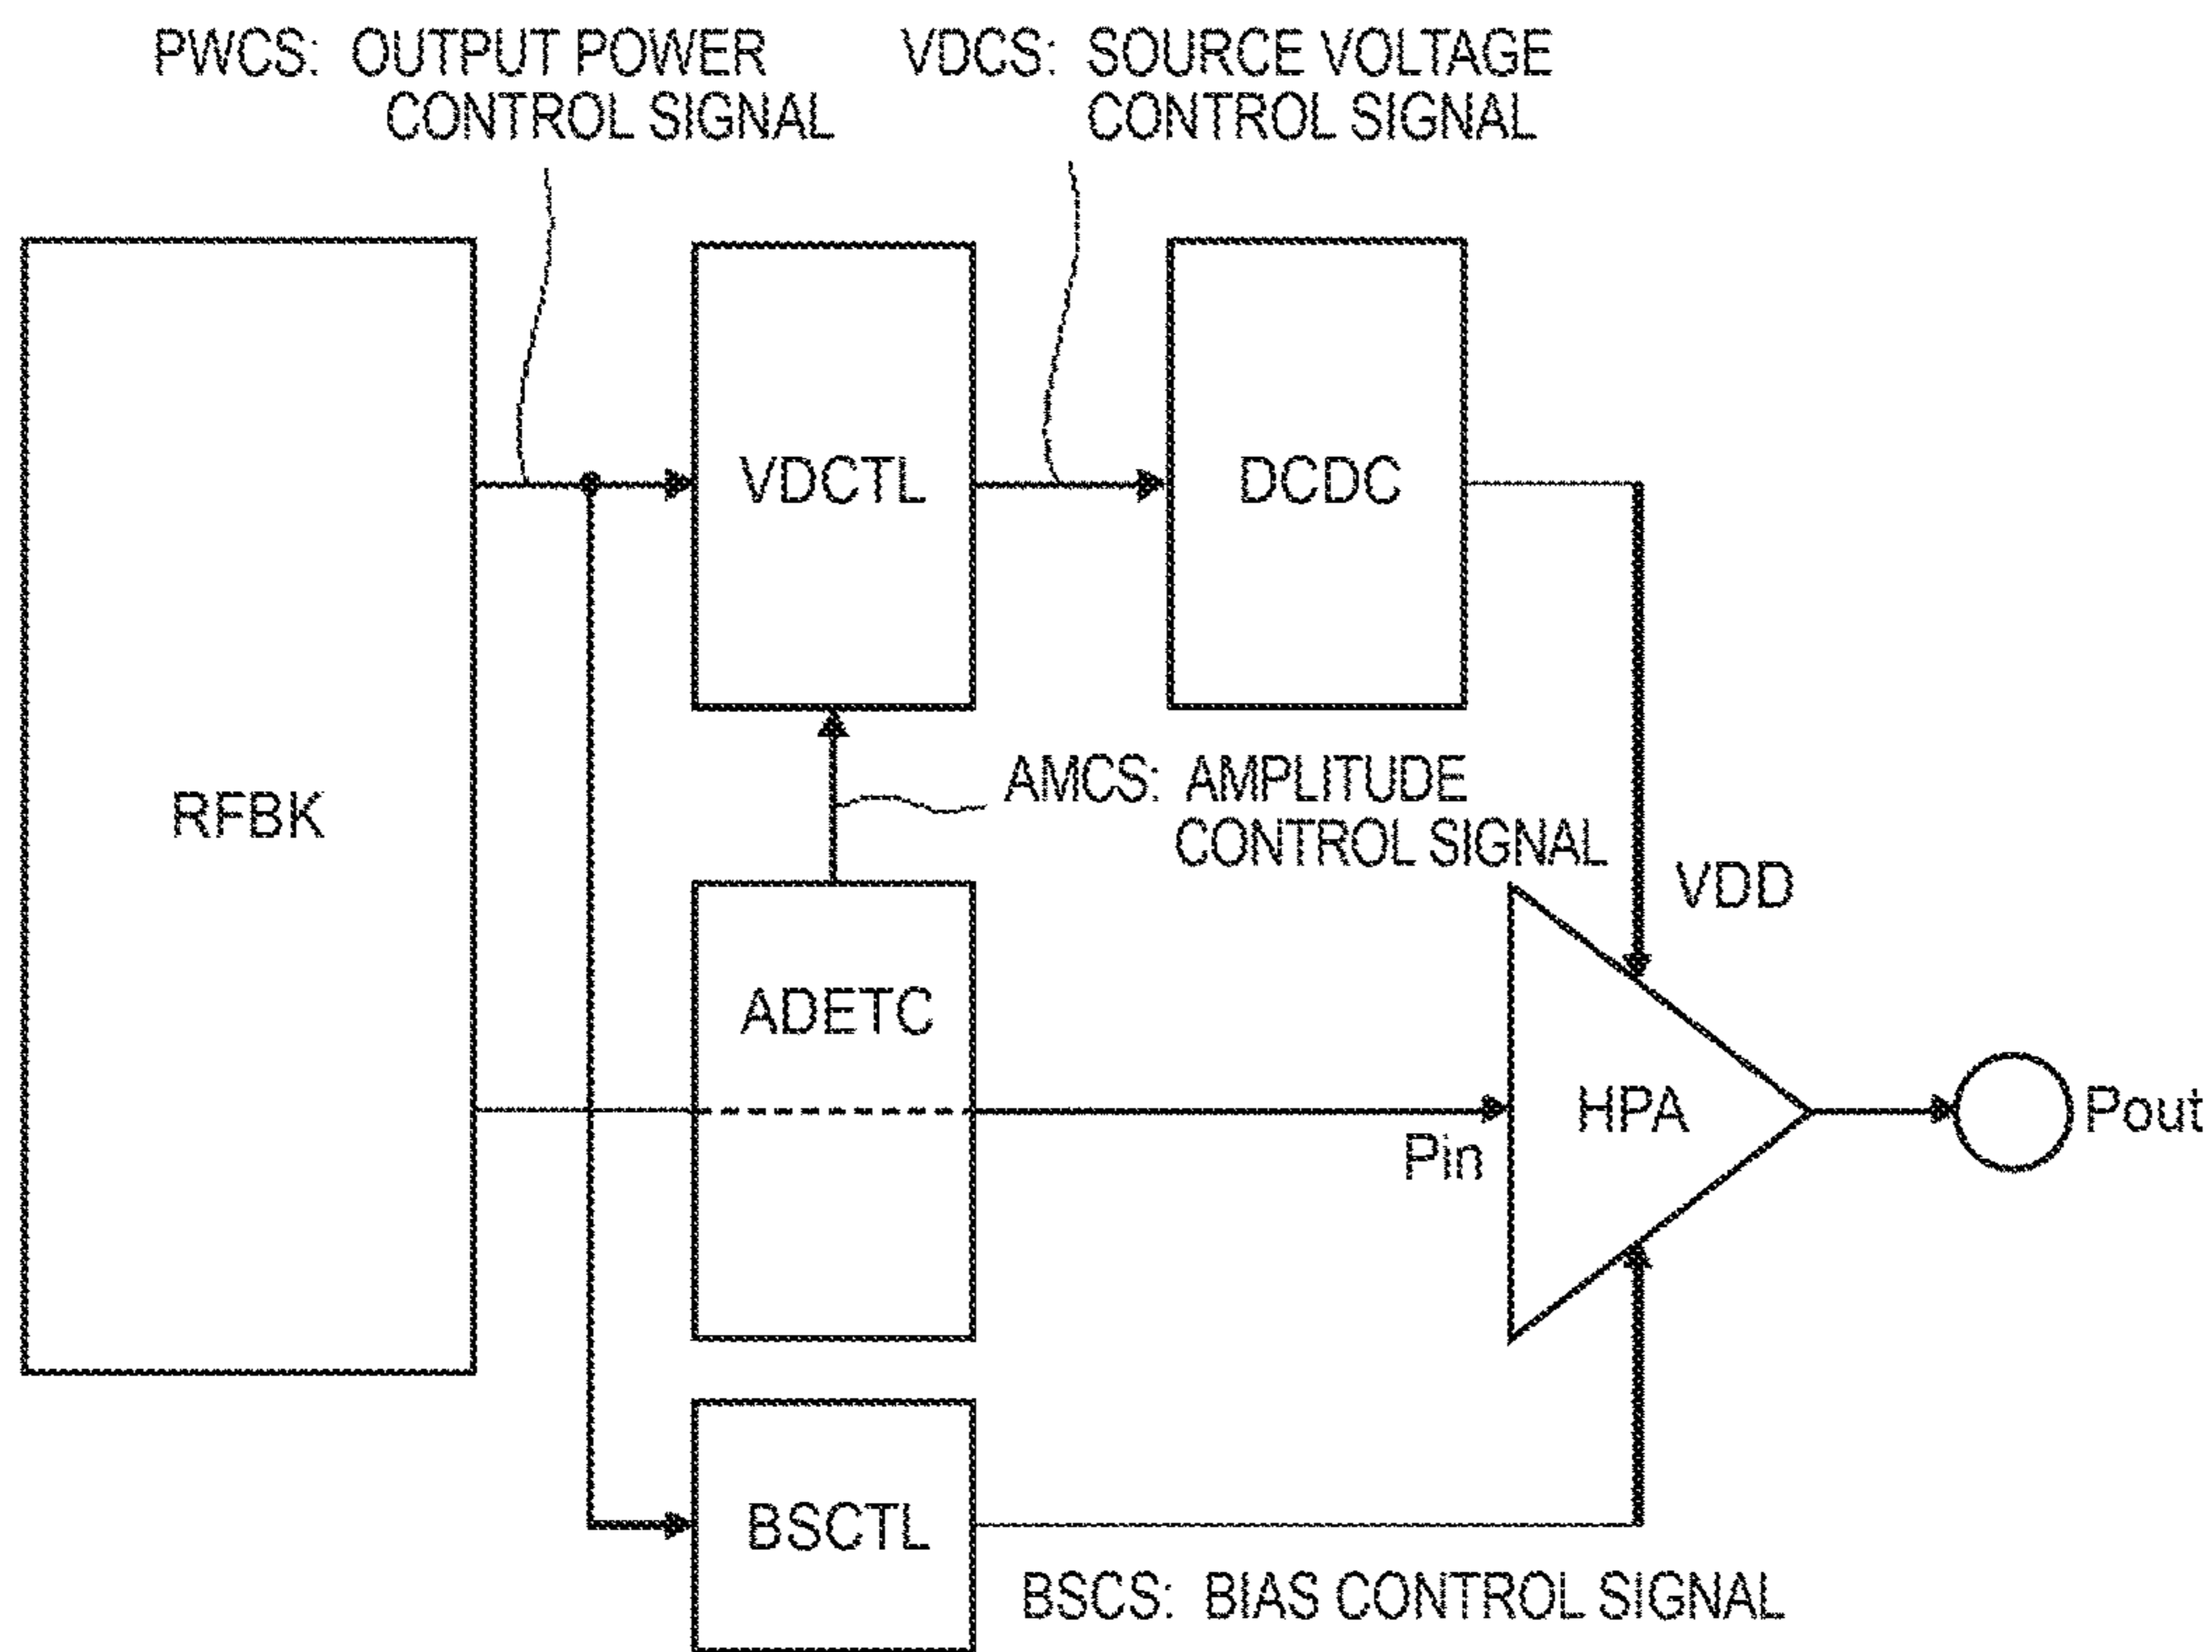 PWCS: OUTPUT POWER
CONTROL SIGNAL
VDCS: SOURCE VOLTAGE
CONTROL SIGNAL
VDCTL
DCDC
RFBK
AMCS: AMPLITUDE
CONTROL SIGNAL
VDD
ADETC
HPA
Pout
Pin
BSCTL
BSCS: BIAS CONTROL SIGNAL